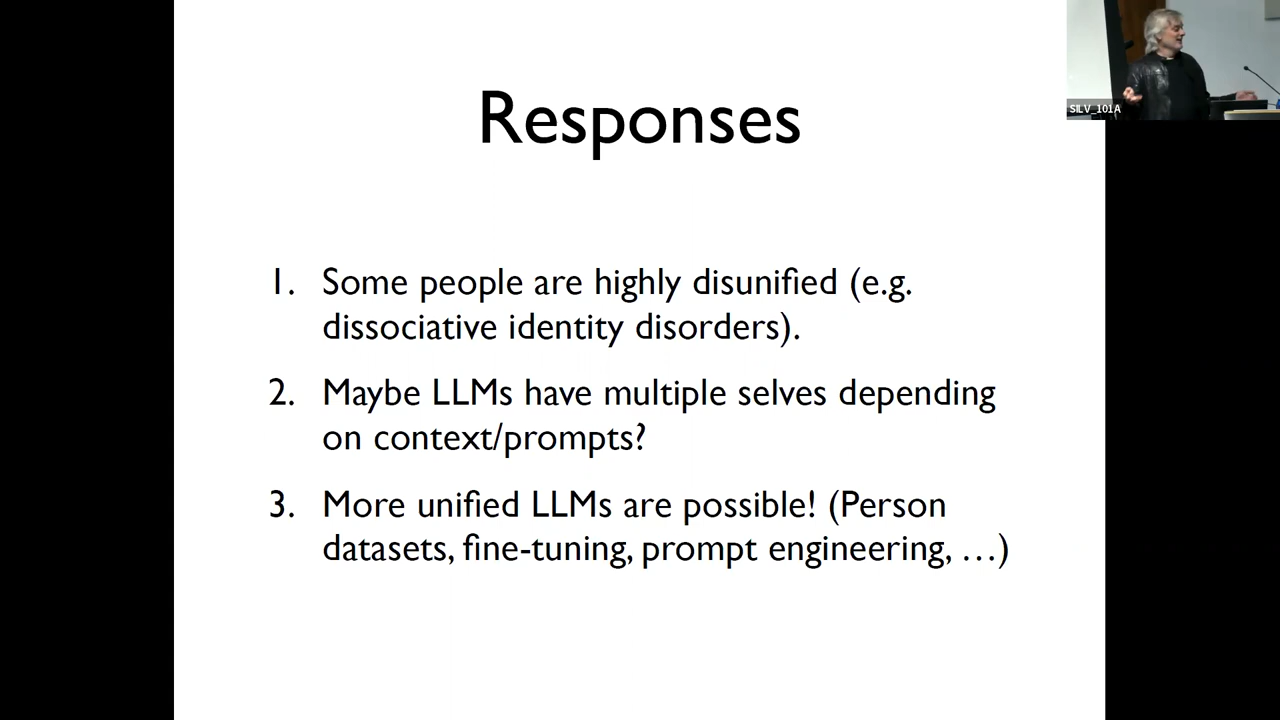 SILV_101A
Responses
1. Some people are highly disunified (e.g.
dissociative identity disorders).
2. Maybe LLMs have multiple selves depending
on context/prompts?
3. More unified LLMs are possible! (Person
datasets, fine-tuning, prompt engineering, …)